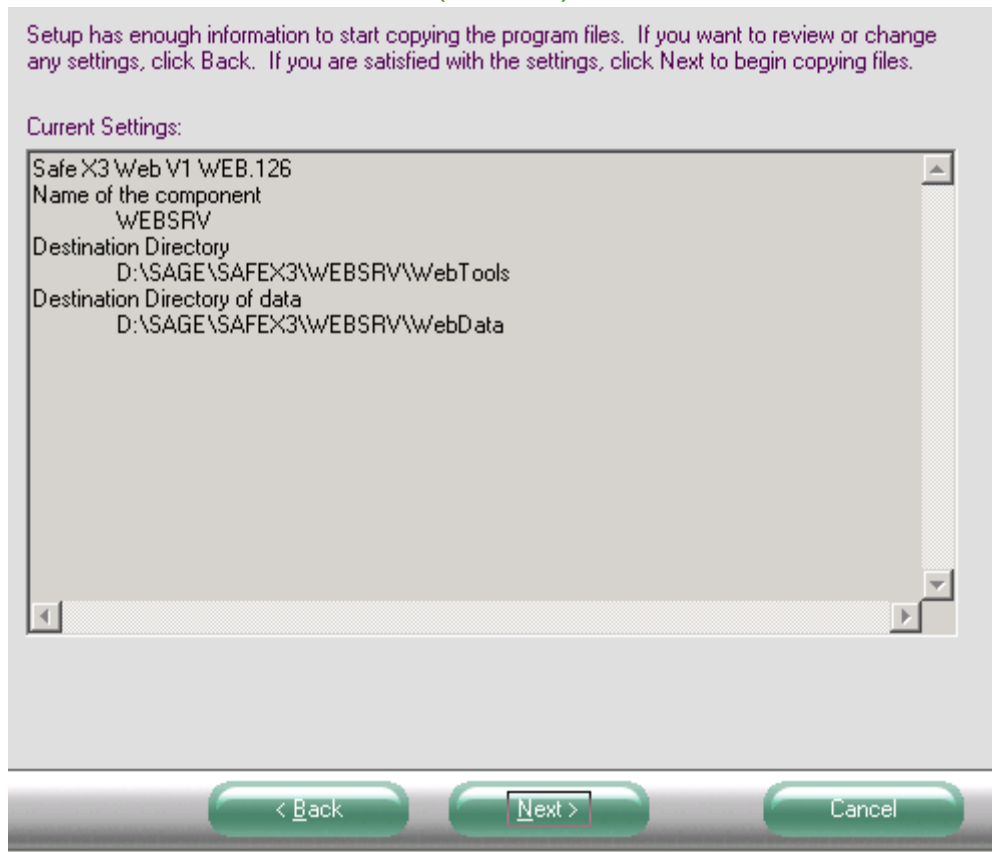 Setup has enough information to start copying the program files. If you want to review or change
any settings, click Back. If you are satisfied with the settings, click Next to begin copying files.
Current Settings:
Safe X3 Web V1 WEB.126
Name of the component
WEBSRV
Destination Directory
D:\SAGE\SAFEX3\WEBSRV\WebTools
Destination Directory of data
D:\SAGE\SAFEX3\WEBSRV\WebData
< Back
Next >
Cancel